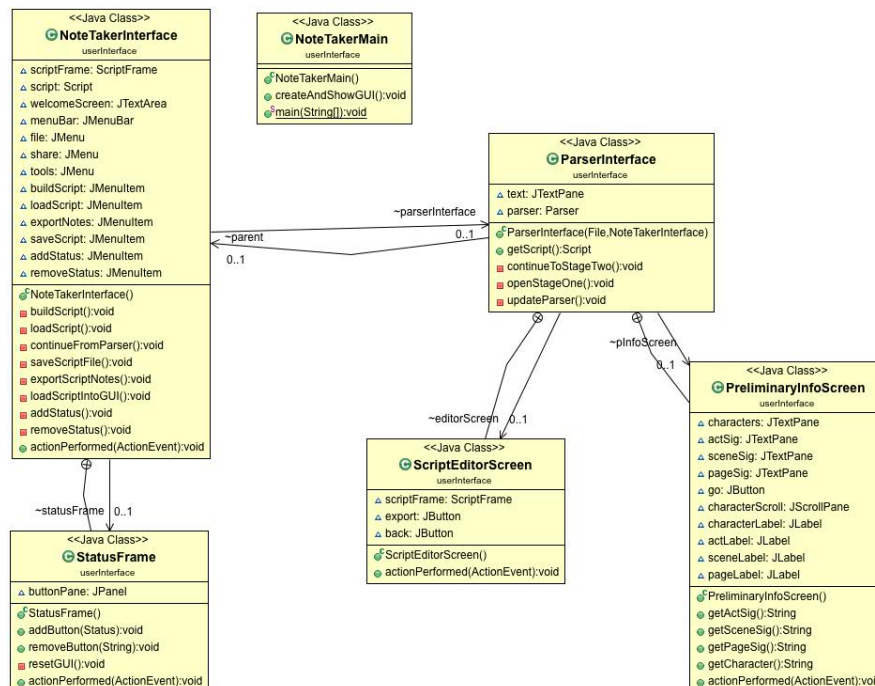 <<Java Class>>
NoteTakerInterface
userInterface
scriptFrame: ScriptFrame
script: Script
welcomeScreen: JTextArea
menuBar: JMenuBar
file: JMenu
share: JMenu
tools: JMenu
buildScript: JMenuItem
loadScript: JMenuItem
exportNotes: JMenuItem
saveScript: JMenuItem
addStatus: JMenuItem
removeStatus: JMenuItem
NoteTakerInterface()
buildScript():void
loadScript():void
continueFromParser():void
saveScriptFile():void
exportScriptNotes():void
loadScriptIntoGUI():void
addStatus():void
removeStatus():void
actionPerformed(ActionEvent):void
<<Java Class>>
NoteTakerMain
userInterface
NoteTakerMain()
createAndShowGUI():void
main(String[]):void
<<Java Class>>
ParserInterface
userInterface
text: JTextPane
parser: Parser
ParserInterface(File,NoteTakerInterface)
getScript():Script
continueToStageTwo():void
openStageOne():void
updateParser():void
~parserInterface
0..1
~parent
0..1
~pInfoScreen
0..1
~editorScreen
0..1
~statusFrame
0..1
<<Java Class>>
StatusFrame
userInterface
buttonPane: JPanel
StatusFrame()
addButton(Status):void
removeButton(String):void
resetGUI():void
actionPerformed(ActionEvent):void
<<Java Class>>
ScriptEditorScreen
userInterface
scriptFrame: ScriptFrame
export: JButton
back: JButton
ScriptEditorScreen()
actionPerformed(ActionEvent):void
<<Java Class>>
PreliminaryInfoScreen
userInterface
characters: JTextPane
actSig: JTextPane
sceneSig: JTextPane
pageSig: JTextPane
go: JButton
characterScroll: JScrollPane
characterLabel: JLabel
actLabel: JLabel
sceneLabel: JLabel
pageLabel: JLabel
PreliminaryInfoScreen()
getActSig():String
getSceneSig():String
getPageSig():String
getCharacter():String
actionPerformed(ActionEvent):void